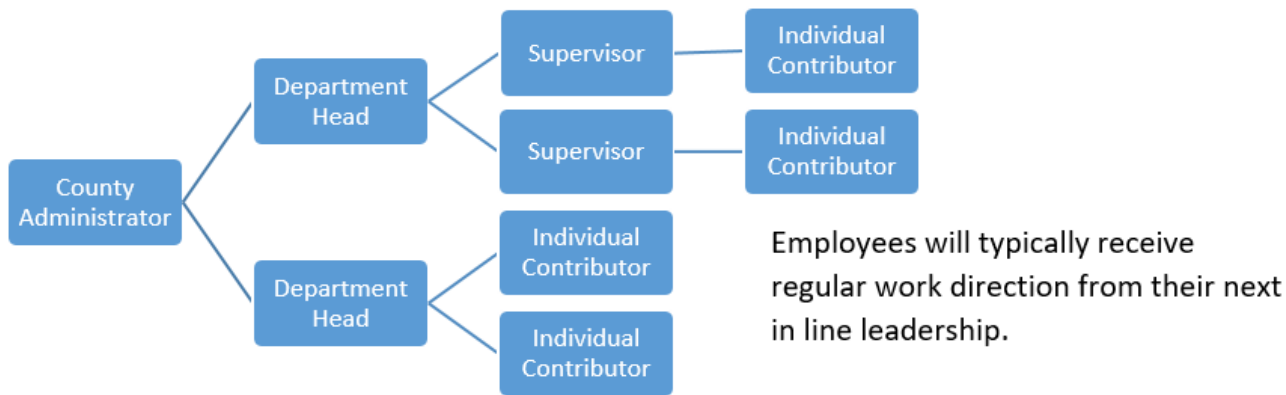 County
Administrator
Department
Head
Supervisor
Individual
Contributor
Supervisor
Individual
Contributor
Department
Head
Individual
Contributor
Individual
Contributor
Employees will typically receive
regular work direction from their next
in line leadership.